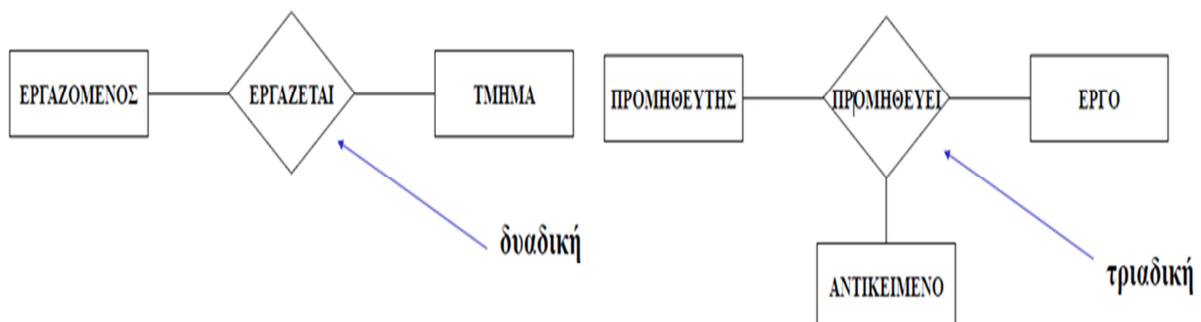 ΕΡΓΑΖΟΜΕΝΟΣ
ΕΡΓΑΖΕΤΑΙ
ΤΜΗΜΑ
δυαδική
ΠΡΟΜΗΘΕΥΤΗΣ
ΠΡΟΜΗΘΕΥΕΙ
ΕΡΓΟ
ΑΝΤΙΚΕΙΜΕΝΟ
τριαδική